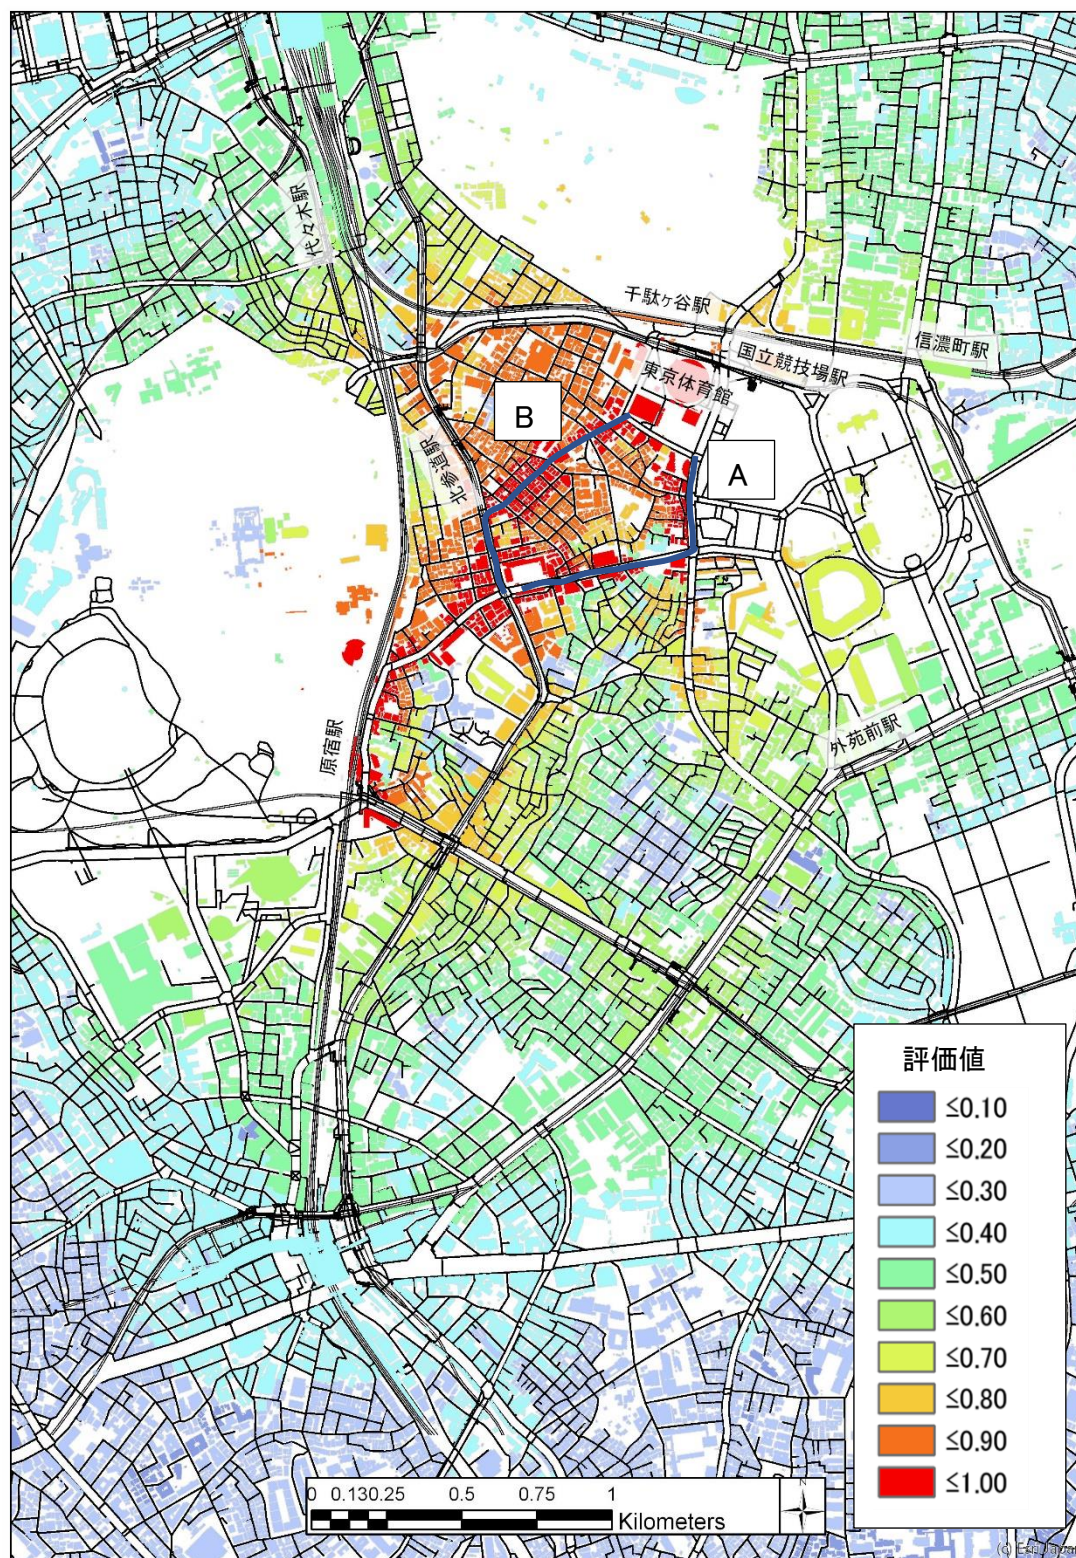 代々木駅
千駄ヶ谷駅
国立競技場駅
信濃町駅
東京体育館
B
A
北参道駅
原宿駅
外苑前駅
評価値
≤0.10
≤0.20
≤0.30
≤0.40
≤0.50
≤0.60
≤0.70
≤0.80
≤0.90
≤1.00
0 0.130.25 0.5 0.75 1
Kilometers
N
(c) Esri Japan